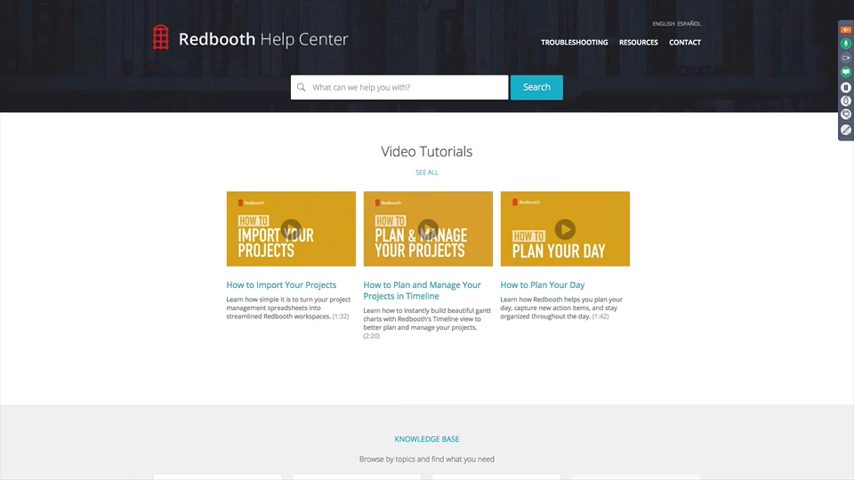 ENGLISH ESPAÑOL
Redbooth Help Center
TROUBLESHOOTING RESOURCES CONTACT
What can we help you with?
Search
Video Tutorials
SEE ALL
Redbooth
HOW TO
IMPORT YOUR
PROJECTS
Redbooth
HOW TO
PLAN & MANAGE
YOUR PROJECTS
Redbooth
HOW TO
PLAN YOUR DAY
How to Import Your Projects
Learn how simple it is to turn your project
management spreadsheets into
streamlined Redbooth workspaces. (1:32)
How to Plan and Manage Your
Projects in Timeline
Learn how to instantly build beautiful gantt
charts with Redbooth's Timeline view to
better plan and manage your projects.
(2:20)
How to Plan Your Day
Learn how Redbooth helps you plan your
day, capture new action items, and stay
organized throughout the day. (1:42)
KNOWLEDGE BASE
Browse by topics and find what you need